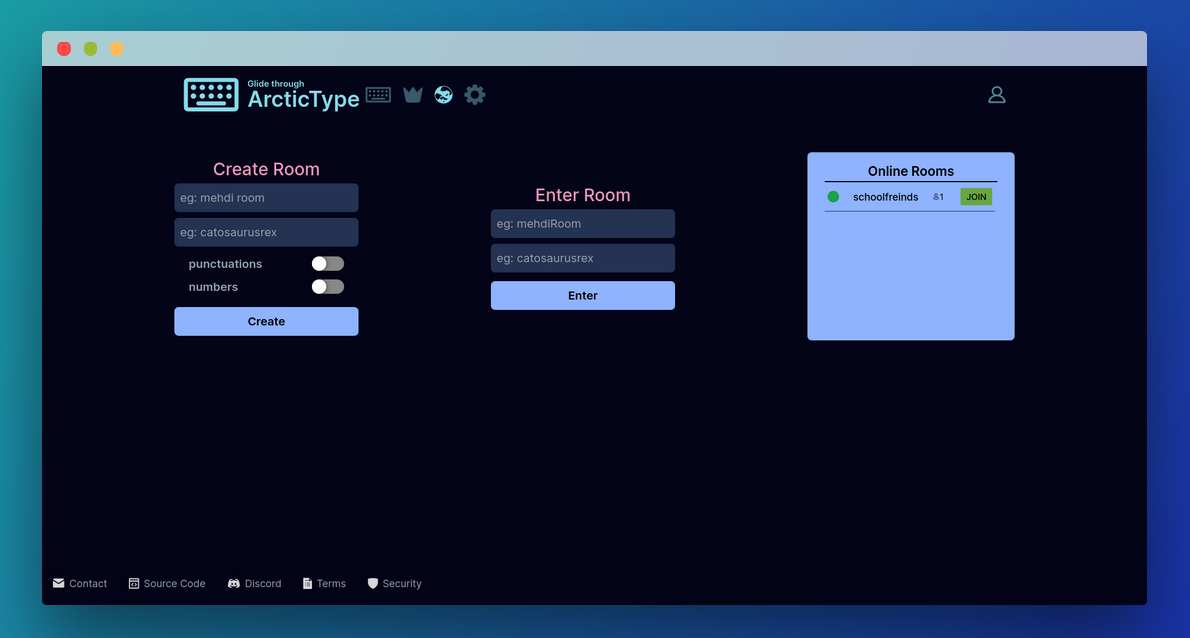 Glide through
ArcticType
Create Room
eg: mehdi room
eg: catosaurusrex
punctuations
numbers
Create
Enter Room
eg: mehdiRoom
eg: catosaurusrex
Enter
Online Rooms
schoolfreinds 1 JOIN
Contact Source Code Discord Terms Security